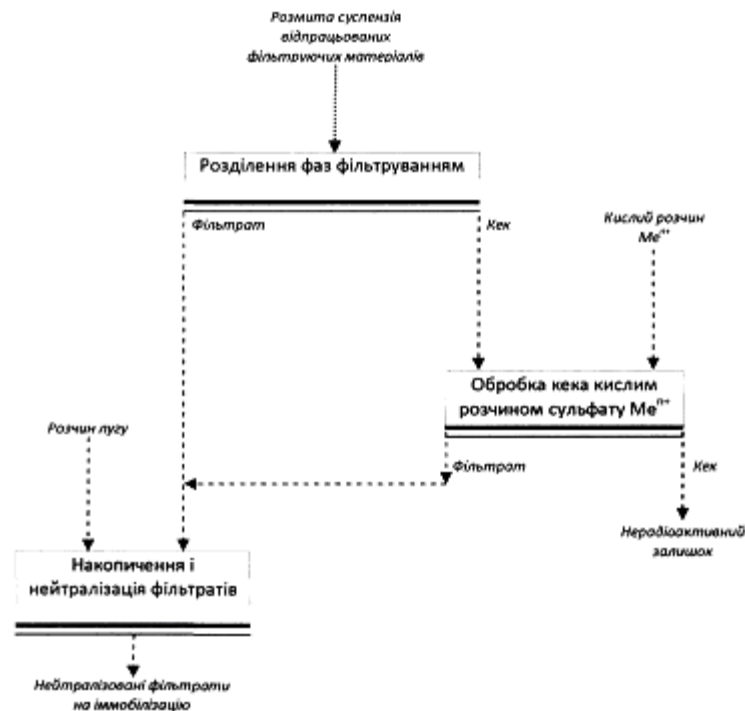 Розмита суспензія
відпрацьованих
фільтруючих матеріалів
Розділення фаз фільтруванням
Фільтрат
Кек
Кислий розчин
Meⁿ⁺
Обробка кека кислим
розчином сульфату Meⁿ⁺
Розчин лугу
Фільтрат
Кек
Нерадіоактивний
залишок
Накопичення і
нейтралізація фільтратів
Нейтралізовані фільтрати
на іммобілізацію